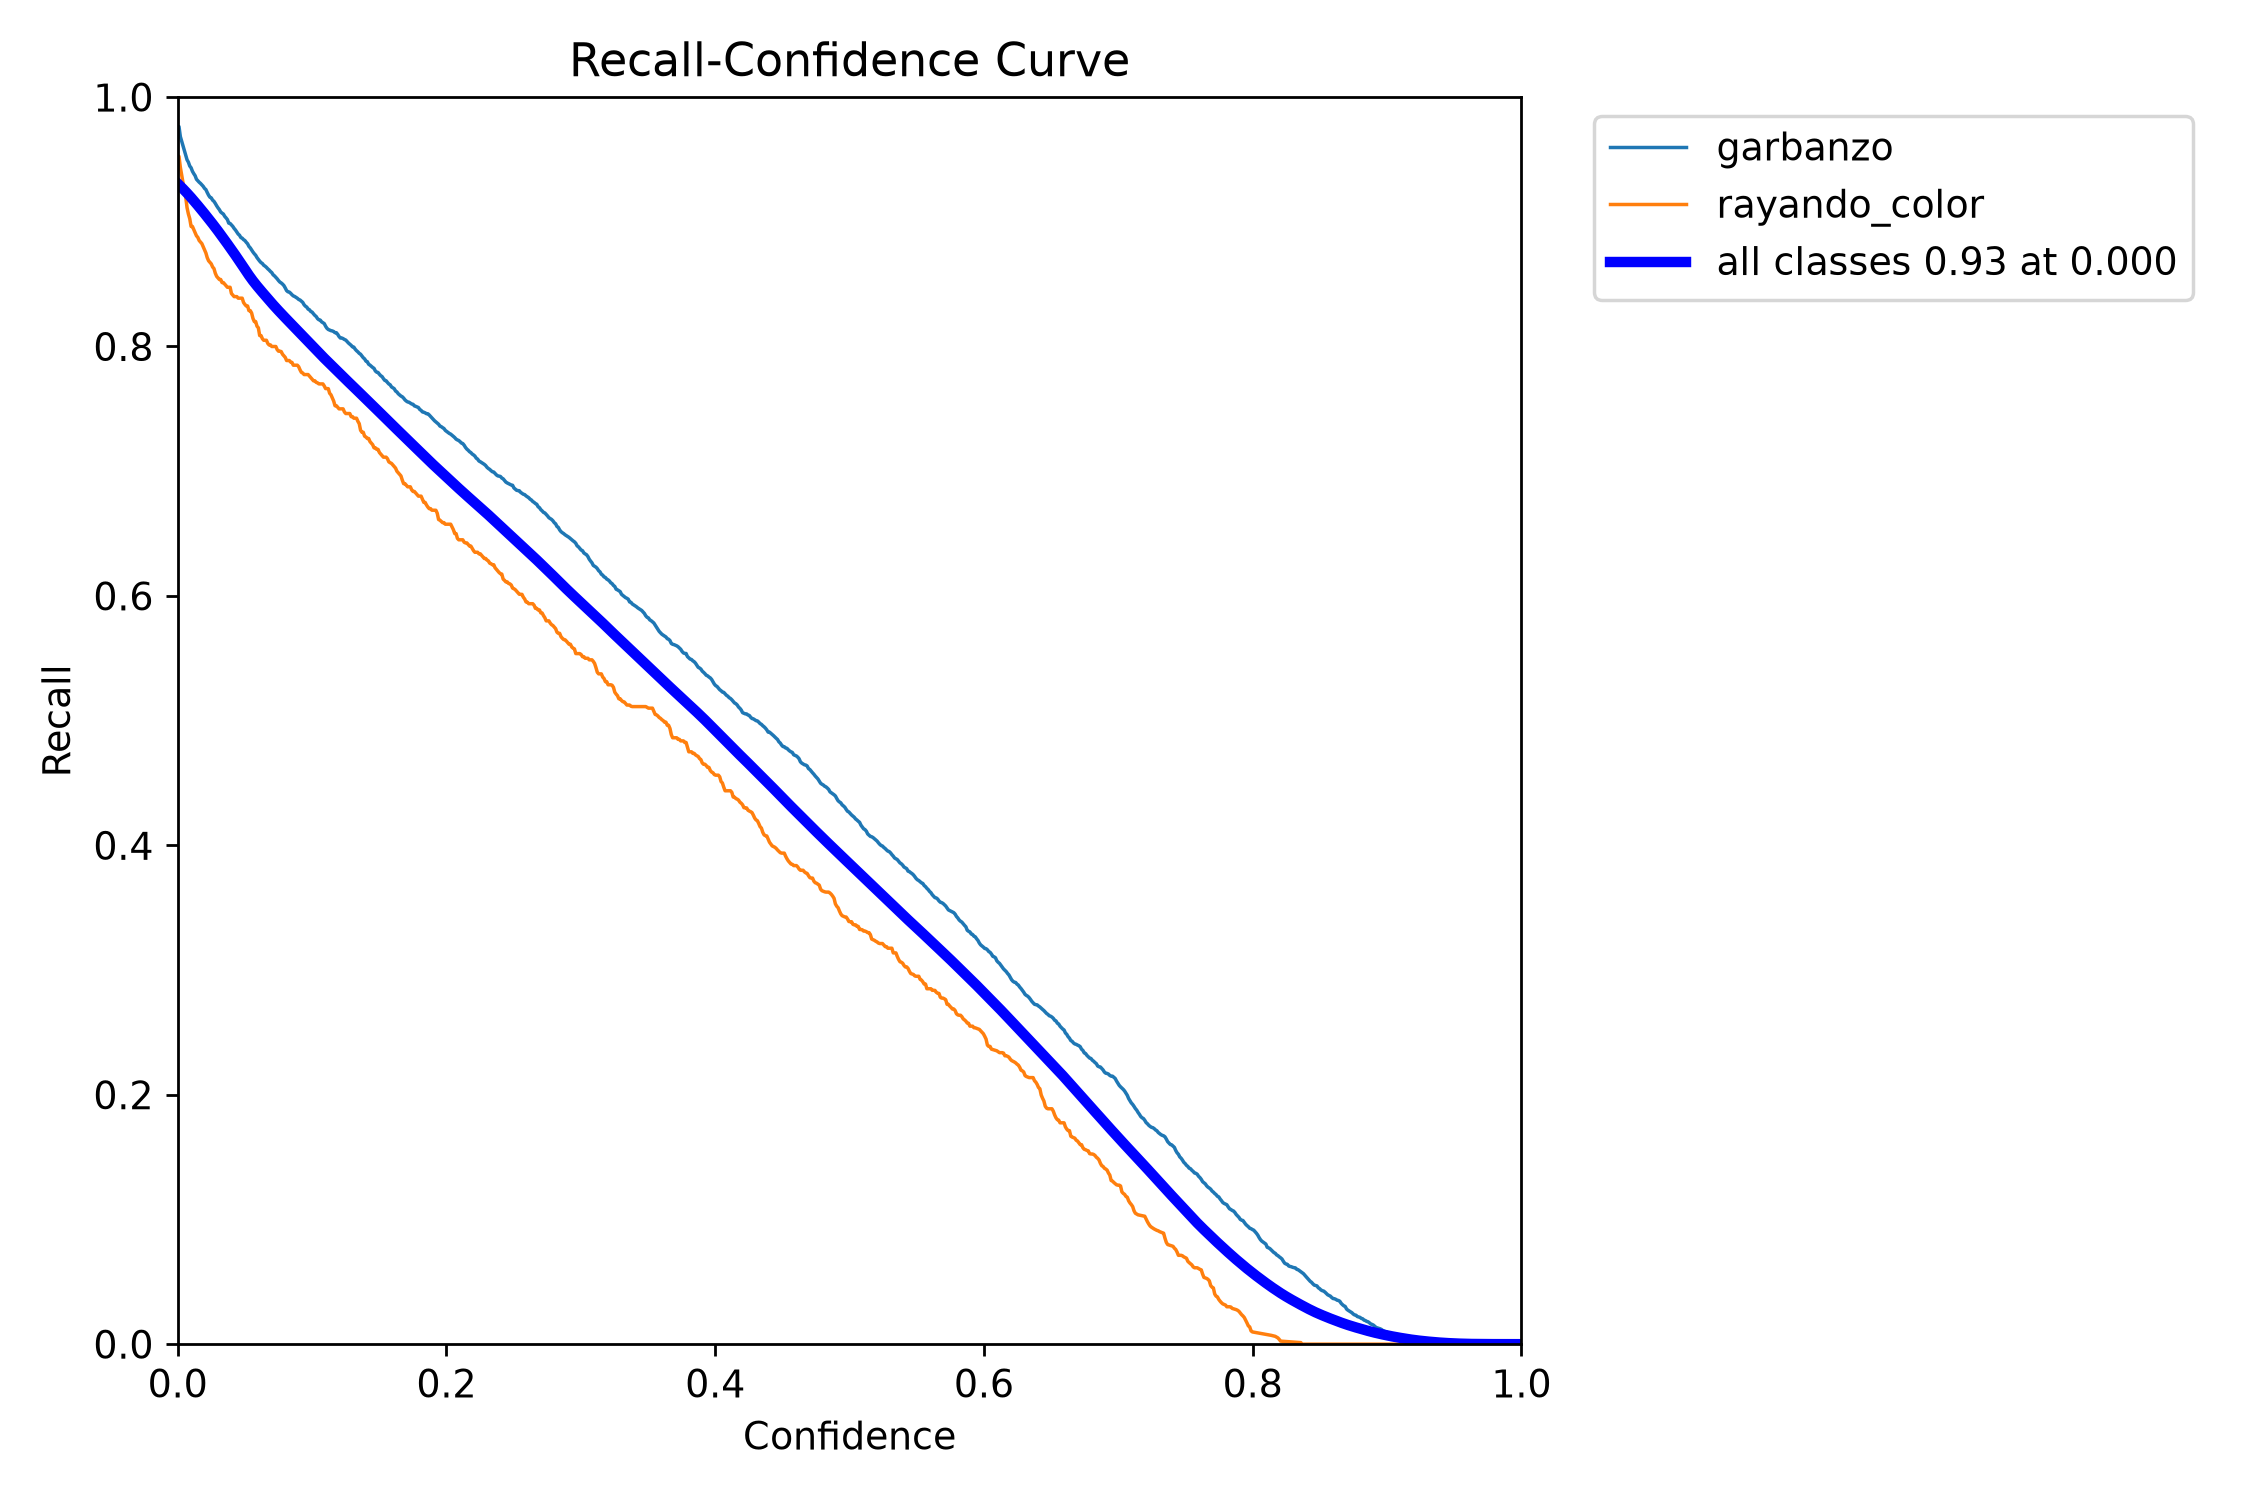 Recall-Confidence Curve
1.0
0.8
0.6
0.4
0.2
0.0
Recall
0.0 0.2 0.4 0.6 0.8 1.0
Confidence
garbanzo
rayando_color
all classes 0.93 at 0.000